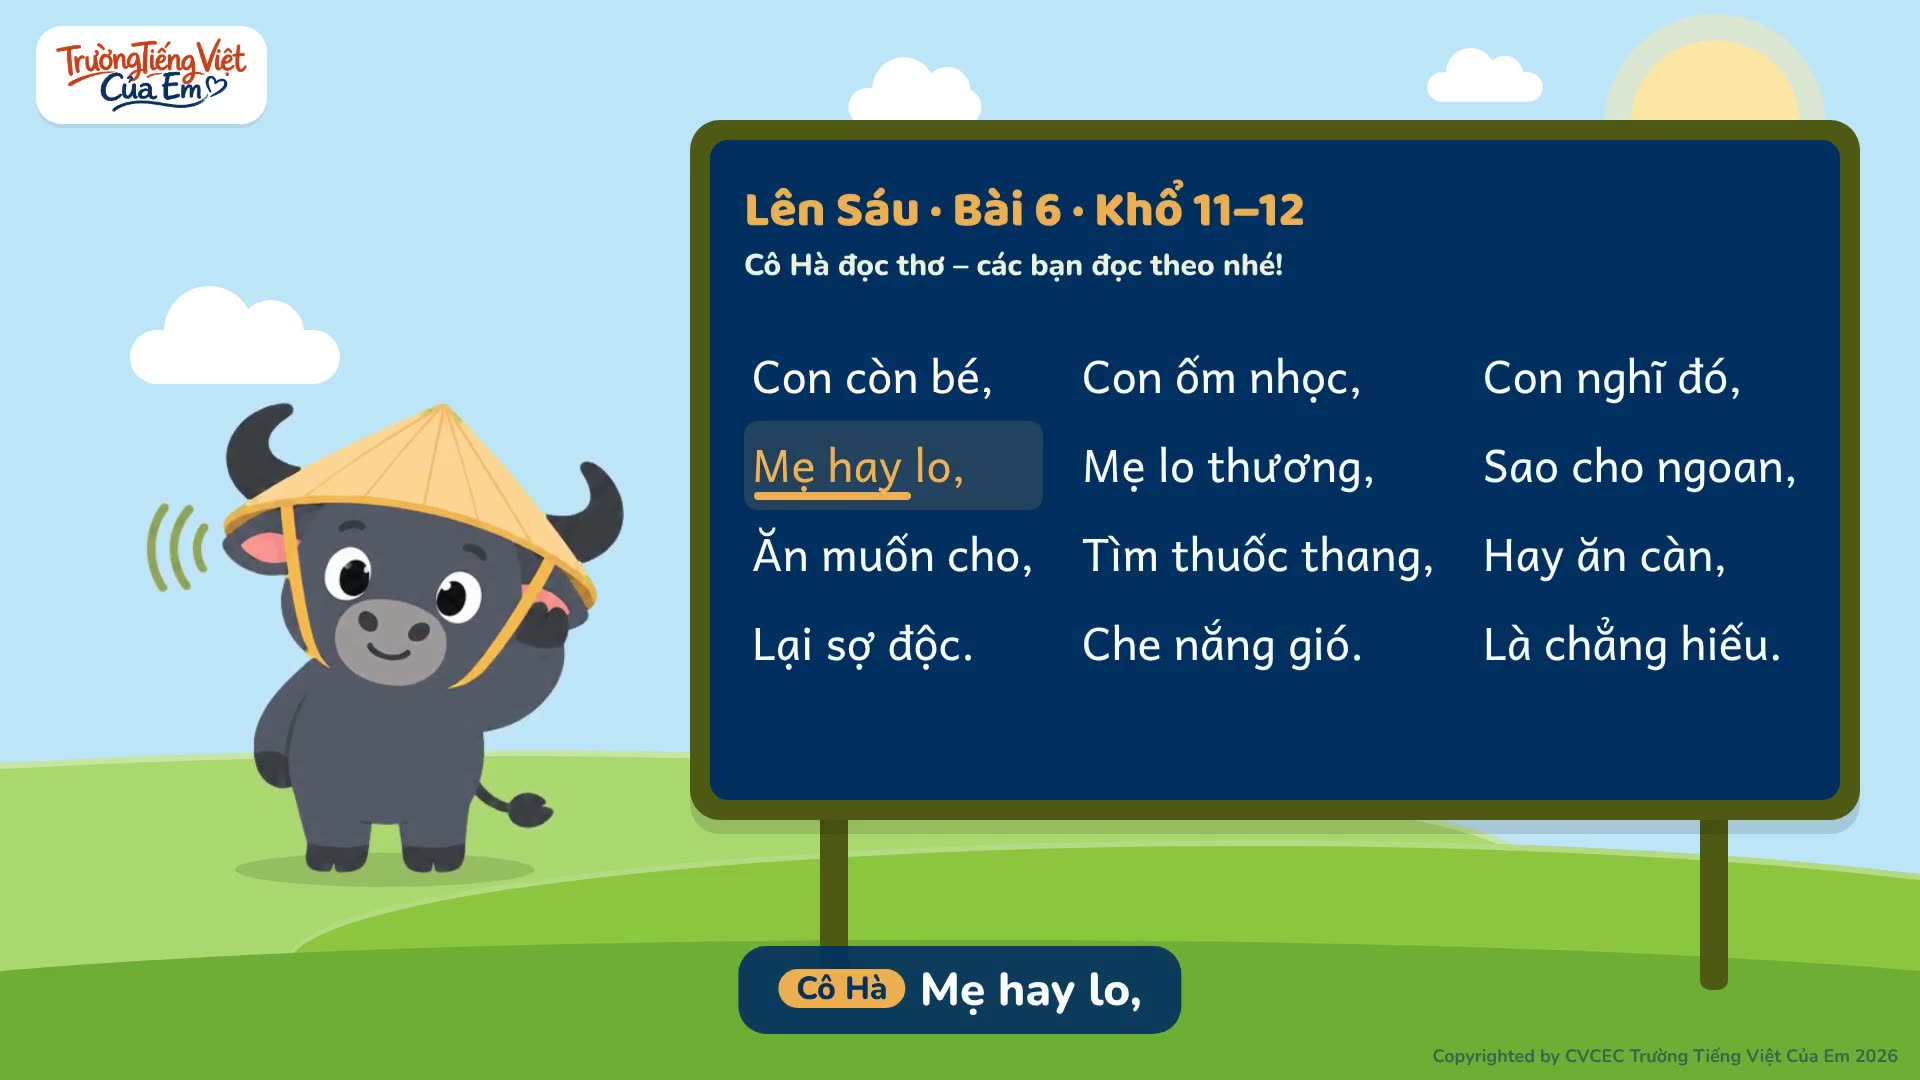 Trường Tiếng Việt
Của Em
Lên Sáu • Bài 6 • Khổ 11–12
Cô Hà đọc thơ – các bạn đọc theo nhé!
Con còn bé,
Mẹ hay lo,
Ăn muốn cho,
Lại sợ độc.
Con ốm nhọc,
Mẹ lo thương,
Tìm thuốc thang,
Che nắng gió.
Con nghĩ đó,
Sao cho ngoan,
Hay ăn càn,
Là chẳng hiếu.
Cô Hà Mẹ hay lo,
Copyrighted by CVCEC Trường Tiếng Việt Của Em 2026